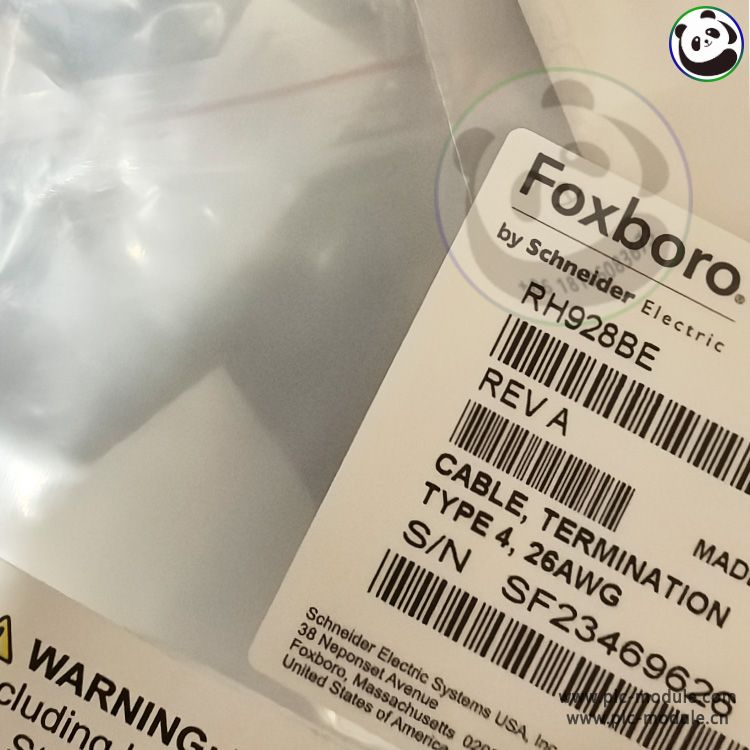 Foxboro®
by Schneider Electric
RH928BE
REV A
CABLE, TERMINATION
TYPE 4, 26AWG
MAD
S/N SF23469626
Schneider Electric Systems USA, Inc
38 Neponset Avenue
Foxboro, Massachusetts
United States of America
WARNING:
cluding
www.plc-module.com
www.plc-module.cn